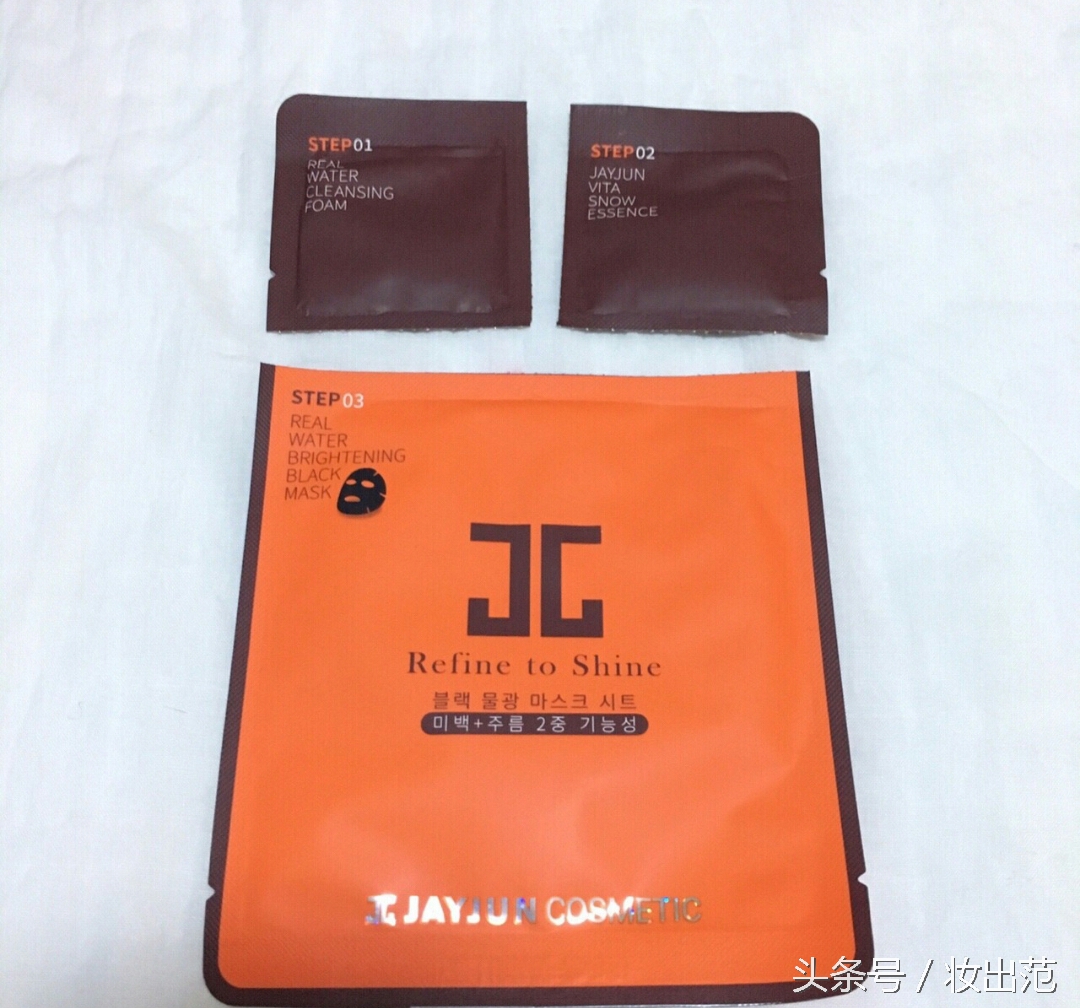 STEP01
REAL
WATER
CLEANSING
FOAM
STEP02
JAYJUN
VITA
SNOW
ESSENCE
STEP03
REAL
WATER
BRIGHTENING
BLACK
MASK
Refine to Shine
블랙 물광 마스크 시트
미백+주름 2중 기능성
JAYJUN COSMETIC
头条号 / 妆出范